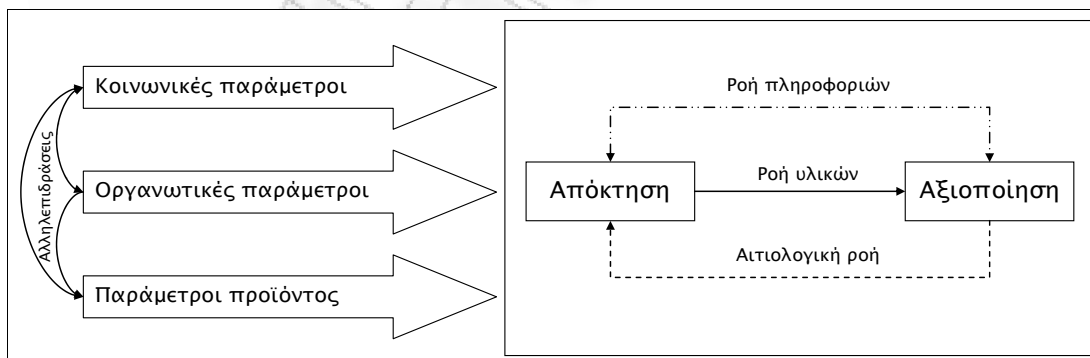 Κοινωνικές παράμετροι
Οργανωτικές παράμετροι
Παράμετροι προϊόντος
Αλληλεπιδράσεις
Ροή πληροφοριών
Απόκτηση
Ροή υλικών
Αξιοποίηση
Αιτιολογική ροή